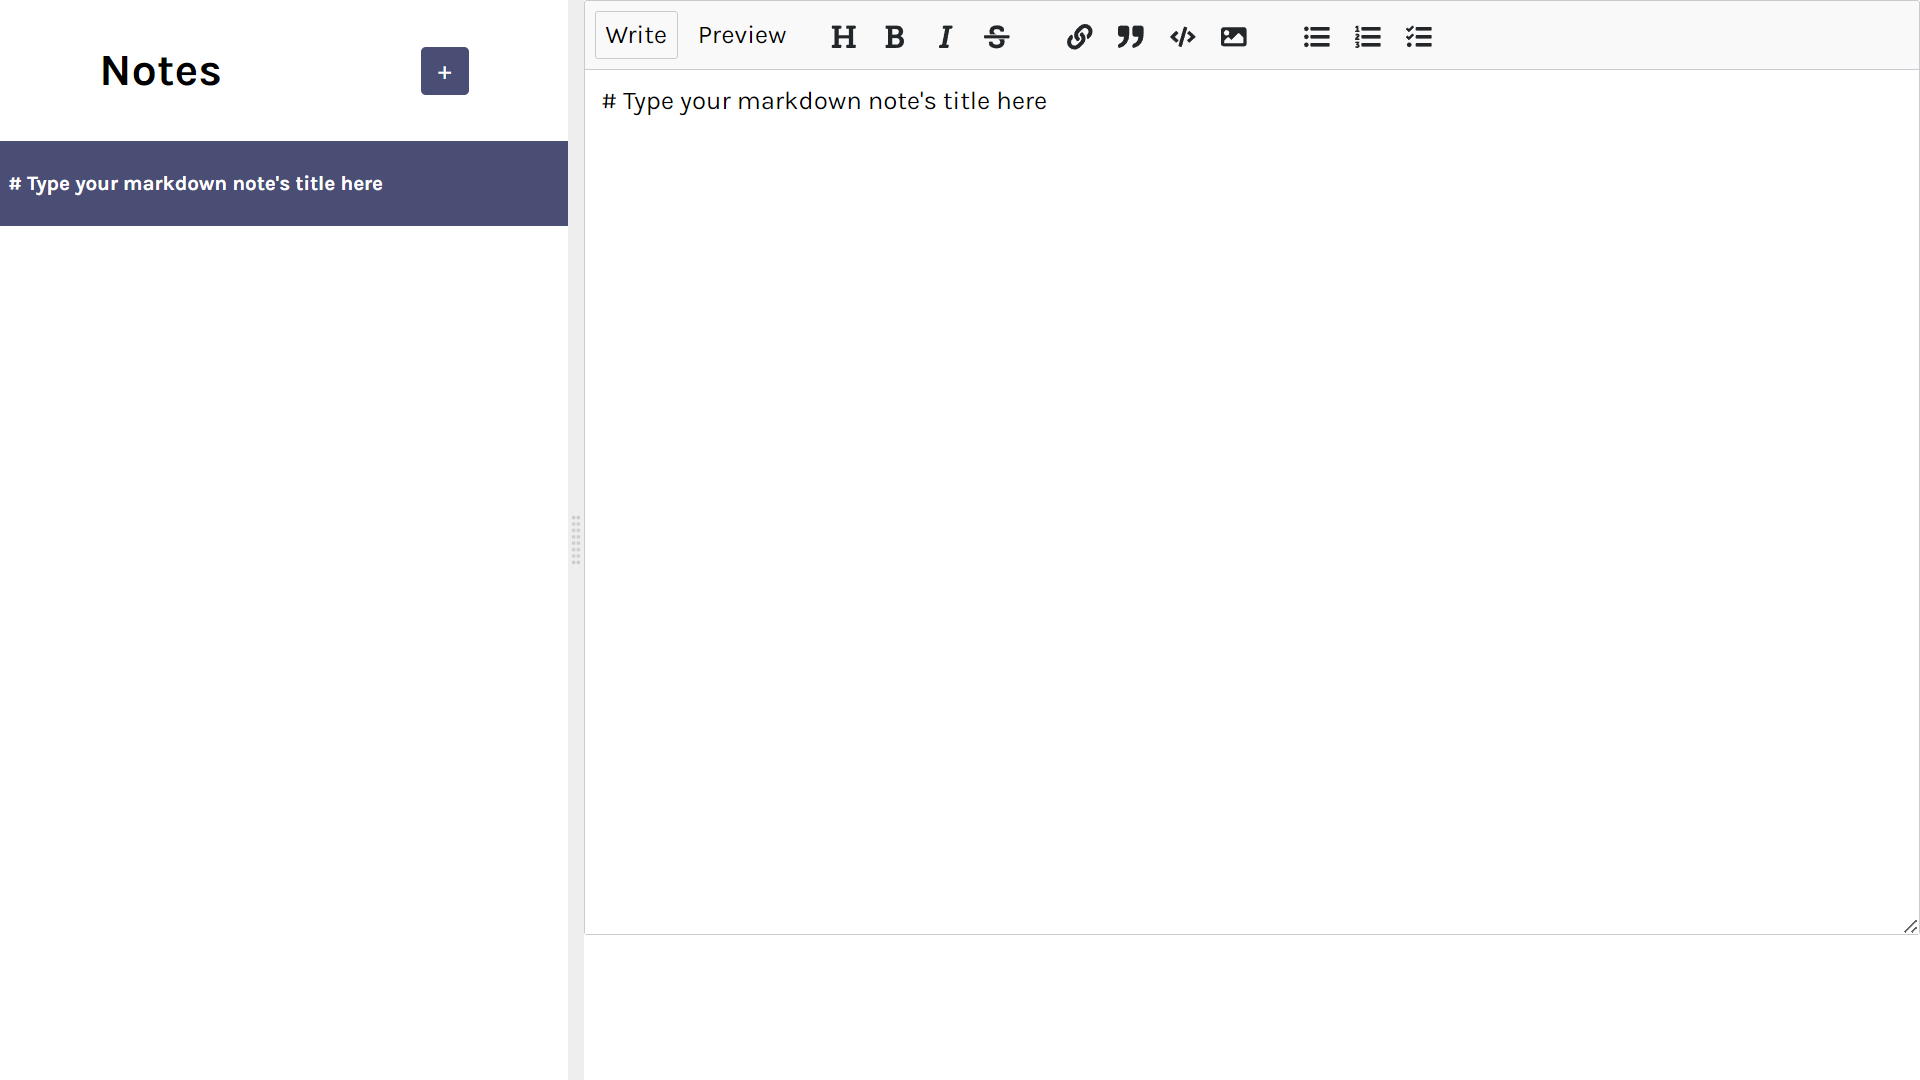 Notes
+
# Type your markdown note's title here
Write Preview H B I S
# Type your markdown note's title here